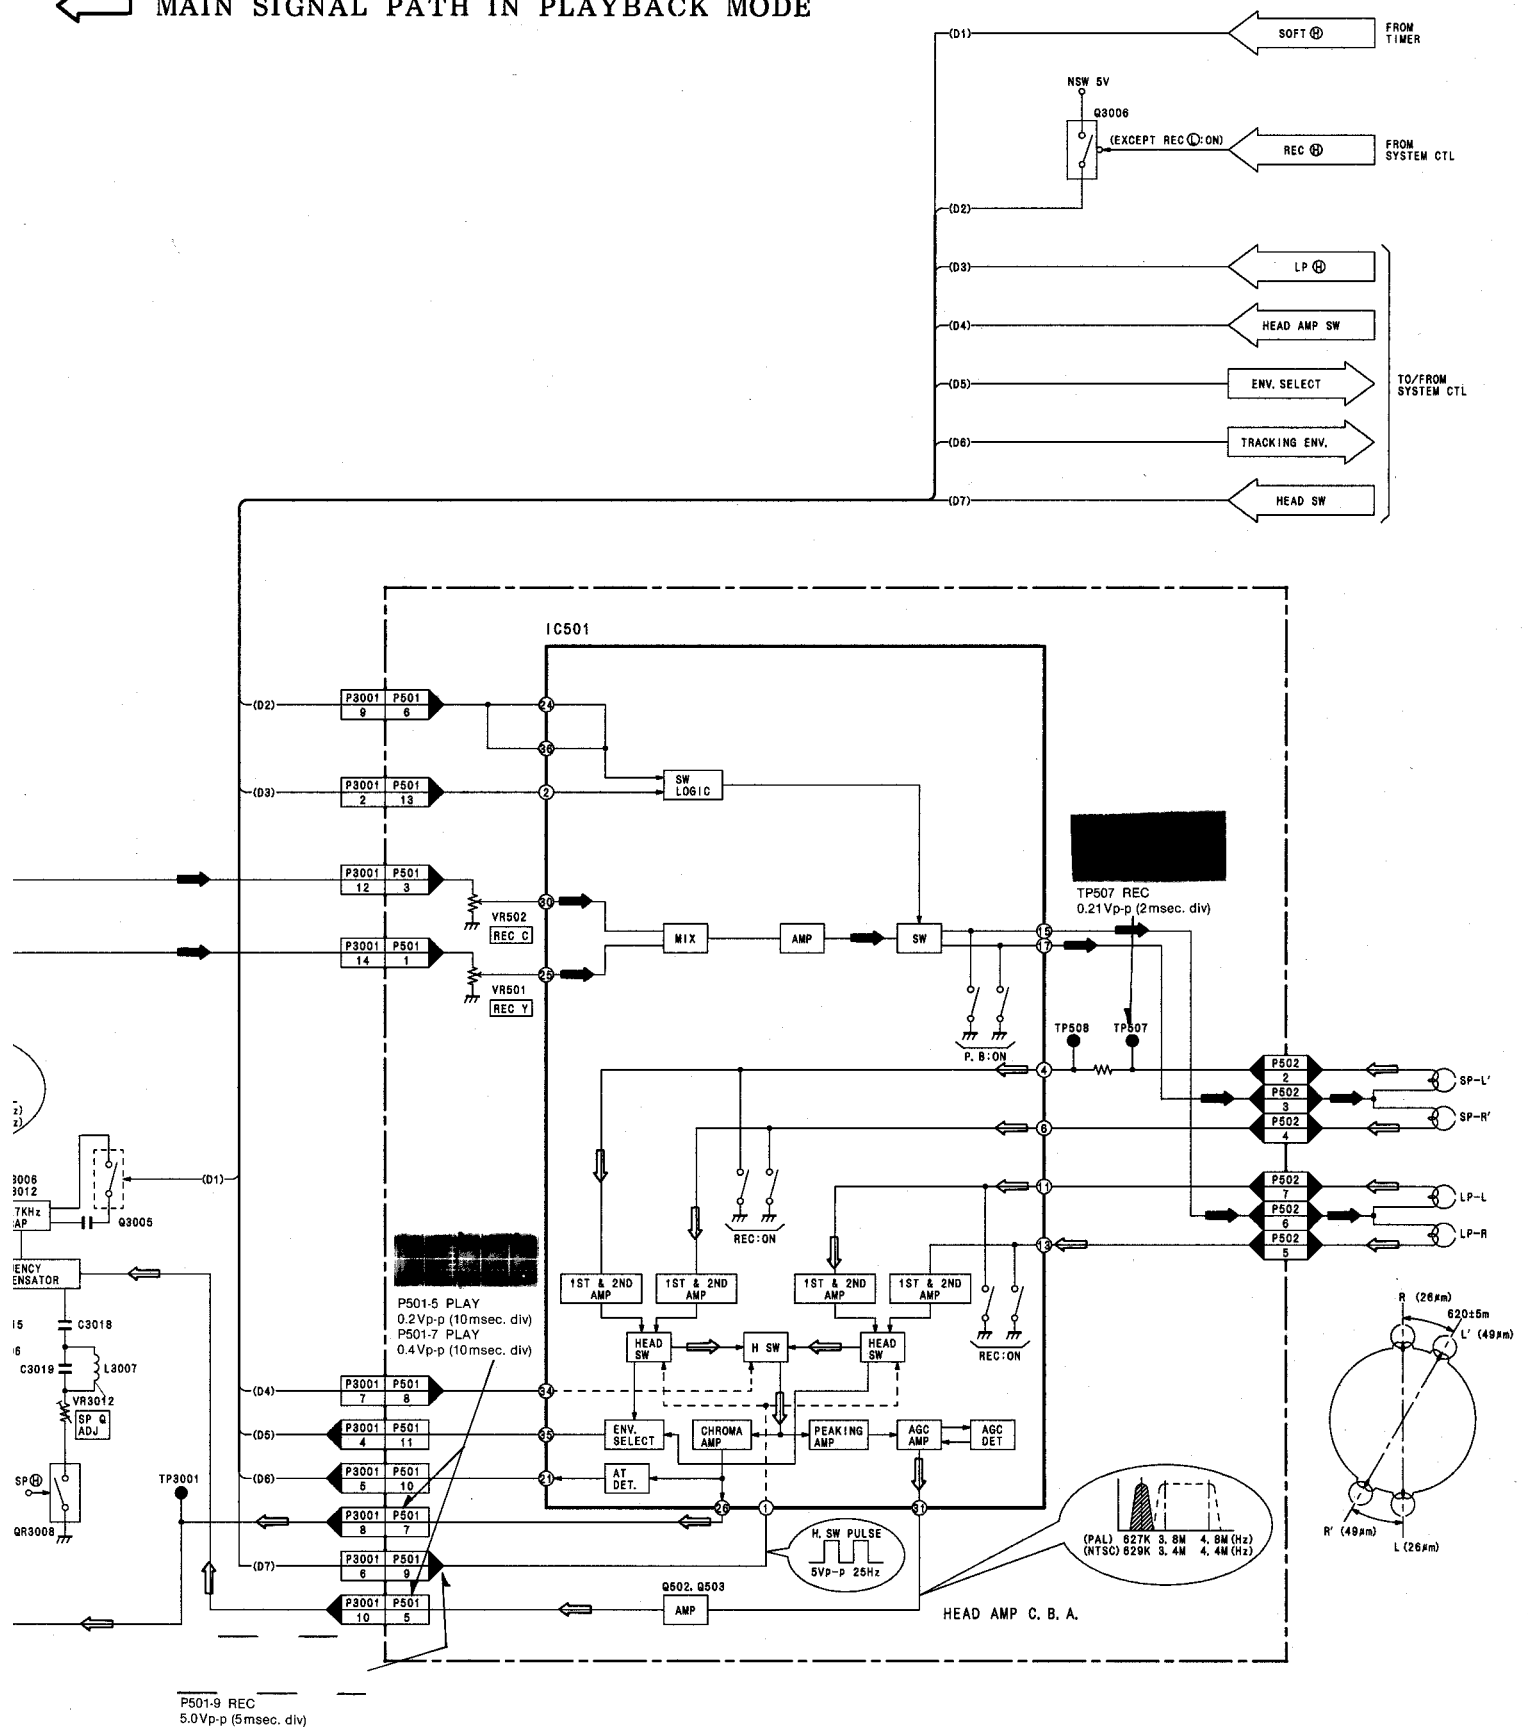 MAIN SIGNAL PATH IN PLAYBACK MODE
(D1)
SOFT Ⓗ
FROM
TIMER
NSW 5V
Q3006
(EXCEPT REC Ⓛ:ON)
REC Ⓗ
FROM
SYSTEM CTL
(D2)
(D3)
LP Ⓗ
(D4)
HEAD AMP SW
(D5)
ENV. SELECT
TO/FROM
SYSTEM CTL
(D6)
TRACKING ENV.
(D7)
HEAD SW
IC501
(D2)
P3001 P501
9 6
24
36
(D3)
P3001 P501
2 13
2
SW
LOGIC
P3001 P501
12 3
VR502
REC C
30
P3001 P501
14 1
VR501
REC Y
25
MIX
AMP
SW
15
17
TP507 REC
0.21Vp-p (2msec. div)
P. B:ON
TP508
TP507
4
P502
2
P502
3
P502
4
SP-L'
SP-R'
6
11
13
P502
7
P502
6
P502
5
LP-L
LP-R
REC:ON
REC:ON
z)
z)
3006
3012
7KHz
AP
(D1)
Q3005
ENCY
ENSATOR
15
C3018
16
C3019
L3007
VR3012
SP Q
ADJ
SP Ⓗ
QR3008
TP3001
P501-5 PLAY
0.2Vp-p (10msec. div)
P501-7 PLAY
0.4Vp-p (10msec. div)
1ST & 2ND
AMP
1ST & 2ND
AMP
1ST & 2ND
AMP
1ST & 2ND
AMP
HEAD
SW
H SW
HEAD
SW
(D4)
P3001 P501
7 8
34
(D5)
P3001 P501
4 11
35
ENV.
SELECT
CHROMA
AMP
PEAKING
AMP
AGC
AMP
AGC
DET
(D6)
P3001 P501
5 10
21
AT
DET.
26
1
31
P3001 P501
8 7
(D7)
P3001 P501
6 9
P3001 P501
10 5
H. SW PULSE
5Vp-p 25Hz
Q502, Q503
AMP
(PAL) 627K 3. 8M 4. 8M(Hz)
(NTSC) 629K 3. 4M 4. 4M(Hz)
HEAD AMP C. B. A.
R (26μm)
620±5m
L' (49μm)
R' (49μm)
L (26μm)
P501-9 REC
5.0Vp-p (5msec. div)